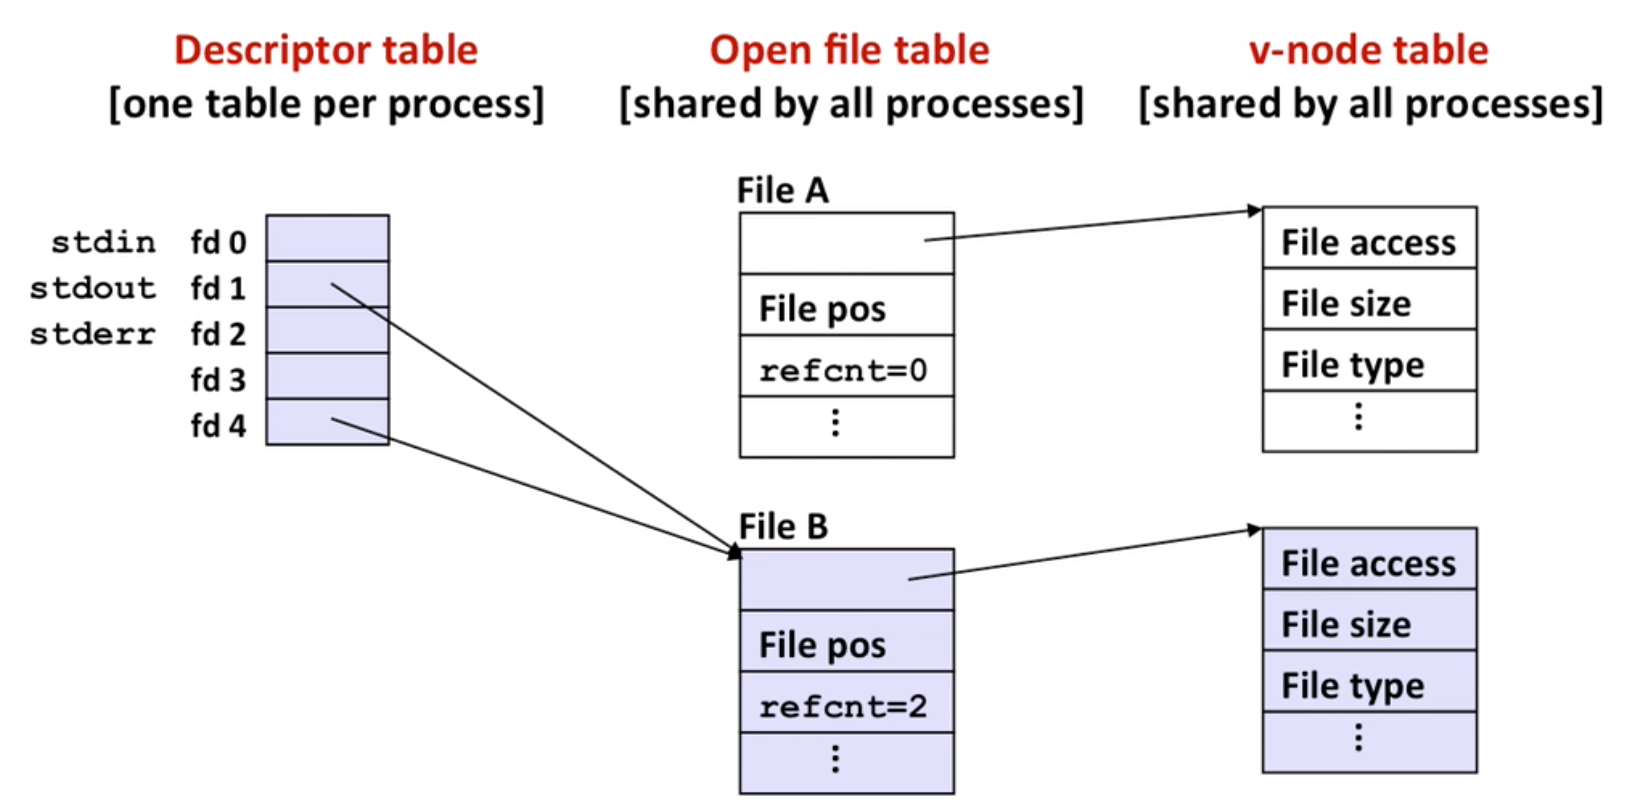 Descriptor table
[one table per process]
Open file table
[shared by all processes]
v-node table
[shared by all processes]
stdin fd 0
stdout fd 1
stderr fd 2
fd 3
fd 4
File A
File pos
refcnt=0
⋮
File access
File size
File type
⋮
File B
File pos
refcnt=2
⋮
File access
File size
File type
⋮